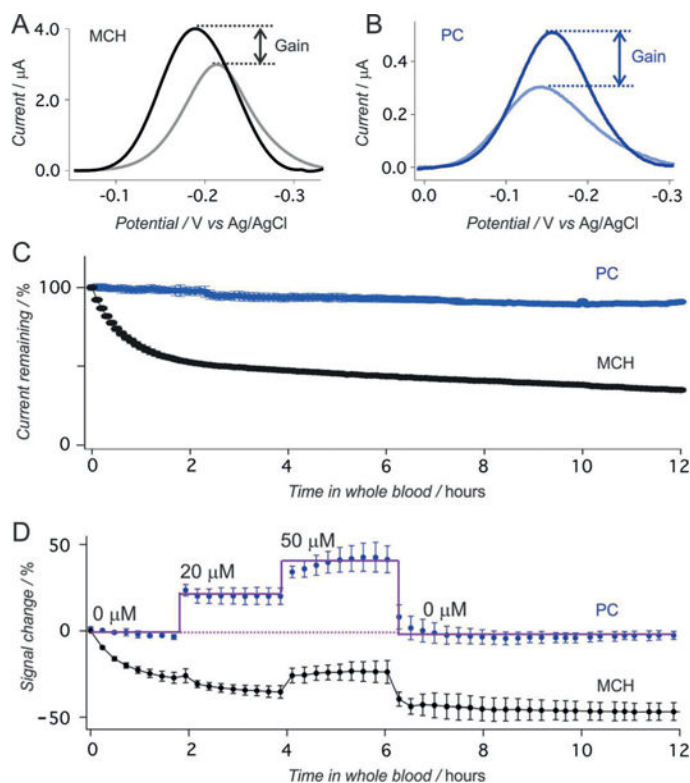 A
MCH
Gain
4.0
2.0
0.0
Current / μA
-0.1
-0.2
-0.3
Potential / V vs Ag/AgCl
B
PC
Gain
0.4
0.2
0.0
Current / μA
0.0
-0.1
-0.2
-0.3
Potential / V vs Ag/AgCl
C
100
0
Current remaining / %
PC
MCH
0
2
4
6
8
10
12
Time in whole blood / hours
D
50
0
-50
Signal change / %
0 μM
20 μM
50 μM
0 μM
PC
MCH
0
2
4
6
8
10
12
Time in whole blood / hours